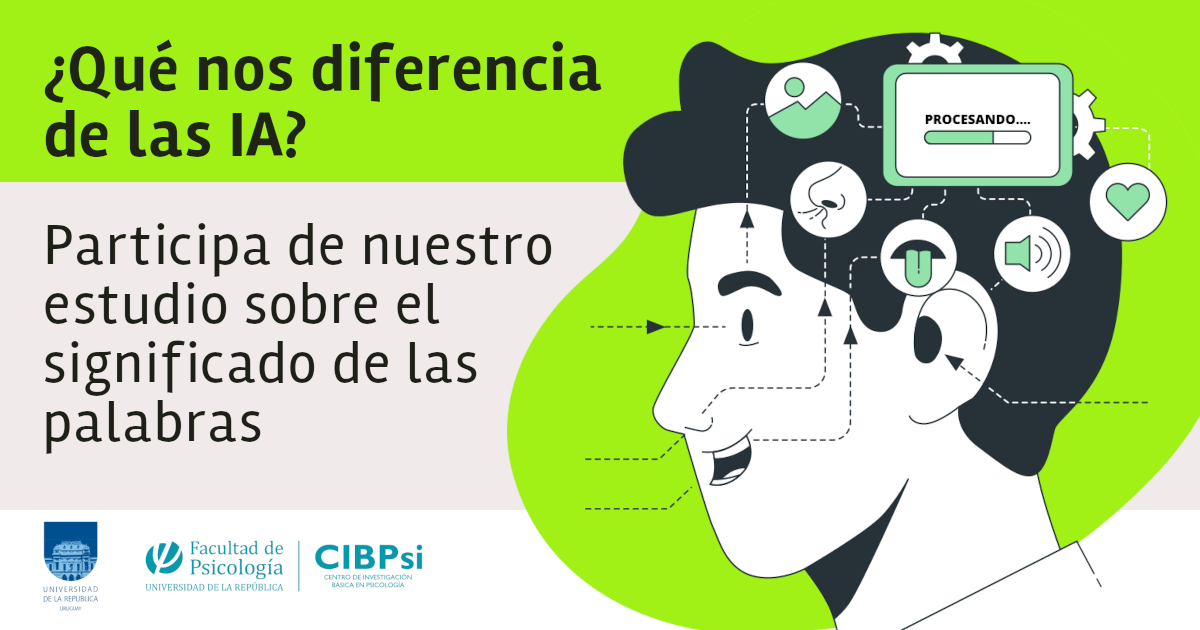 ¿Qué nos diferencia
de las IA?
Participa de nuestro
estudio sobre el
significado de las
palabras
PROCESANDO....
UNIVERSIDAD
DE LA REPÚBLICA
URUGUAY
Facultad de
Psicología
UNIVERSIDAD DE LA REPÚBLICA
CIBPsi
CENTRO DE INVESTIGACIÓN
BÁSICA EN PSICOLOGÍA